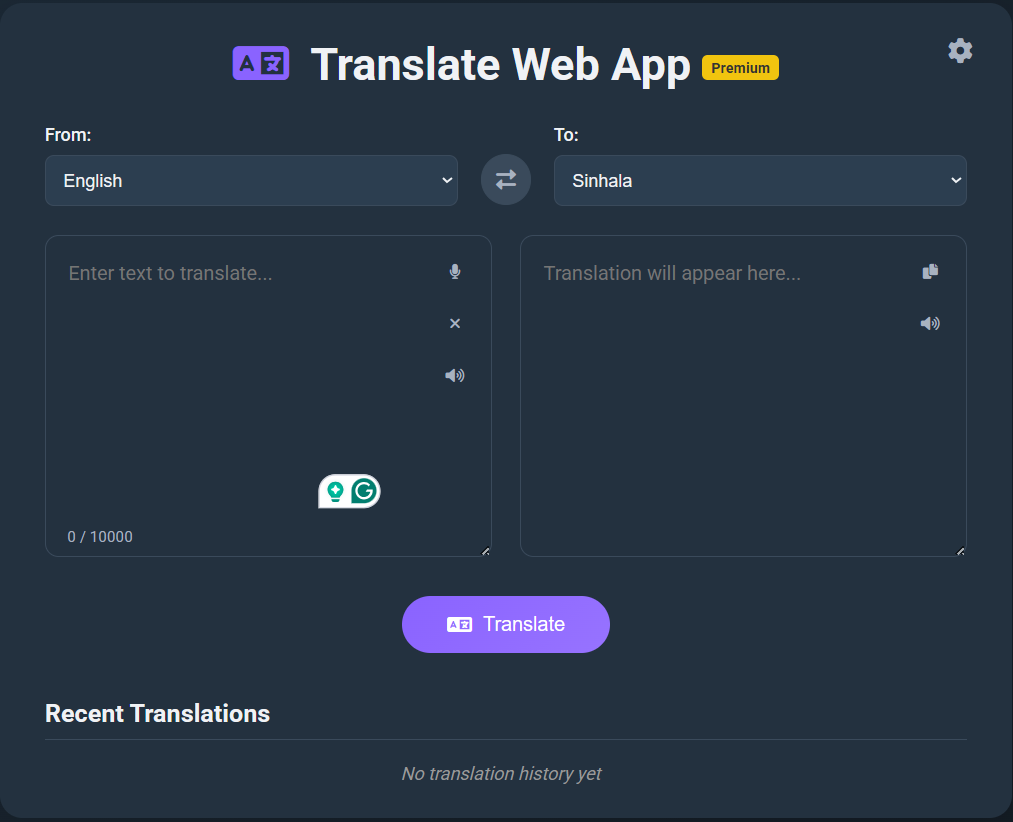 Translate Web App Premium
From:
To:
English
Sinhala
Enter text to translate...
Translation will appear here...
0 / 10000
Translate
Recent Translations
No translation history yet